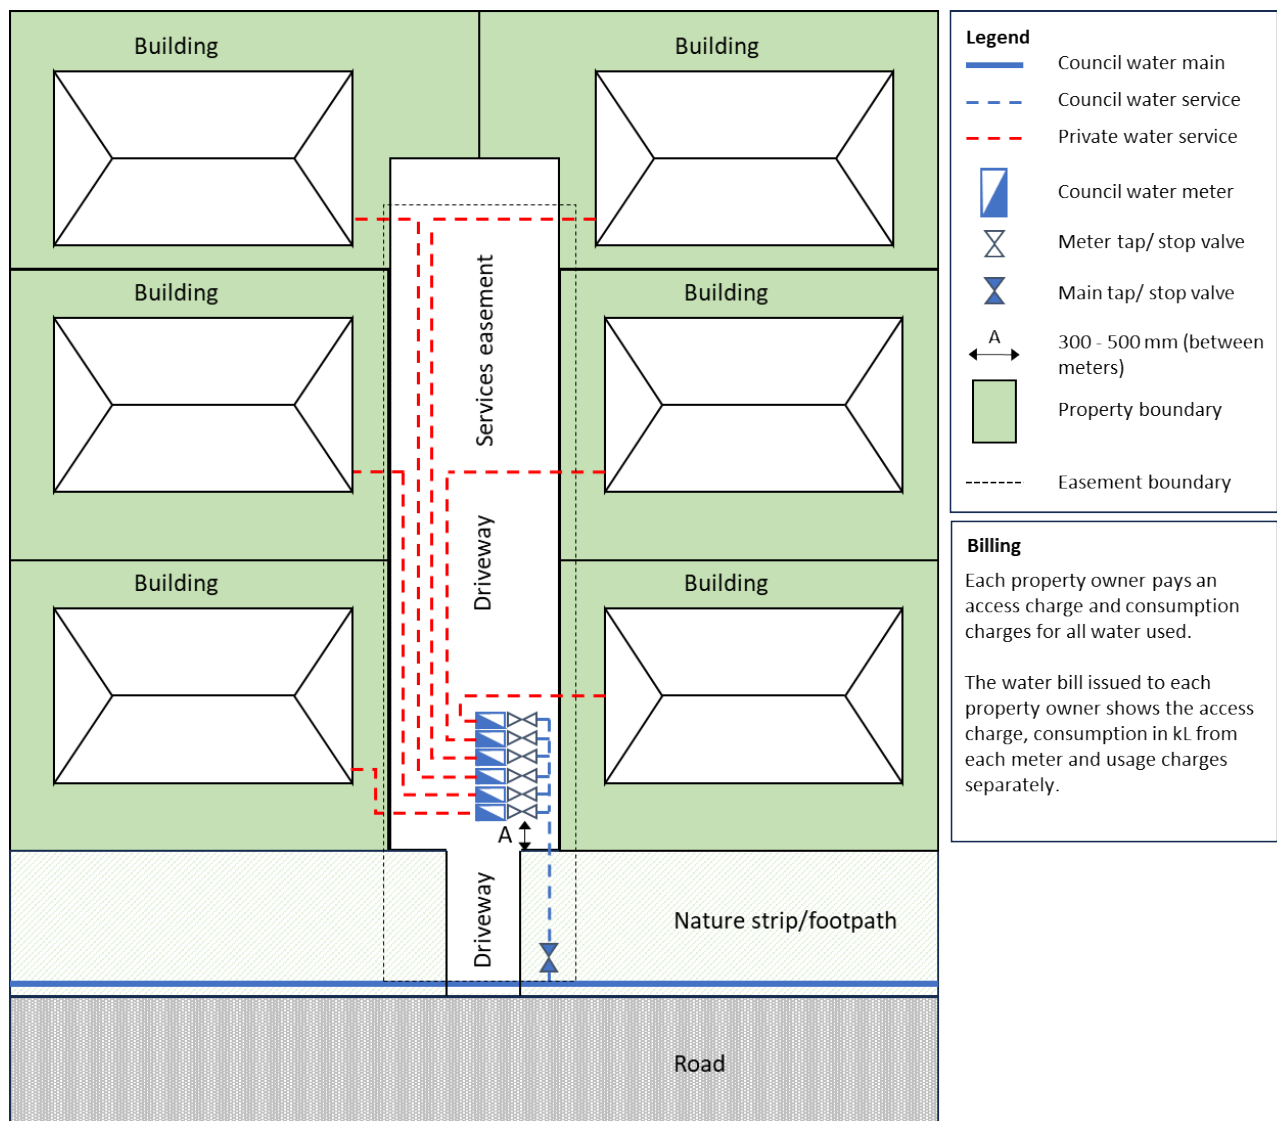 Building
Building
Building
Building
Building
Building
Services easement
Driveway
A
Driveway
Nature strip/footpath
Road
Legend
Council water main
Council water service
Private water service
Council water meter
Meter tap/ stop valve
Main tap/ stop valve
A
300 - 500 mm (between
meters)
Property boundary
Easement boundary
Billing
Each property owner pays an
access charge and consumption
charges for all water used.
The water bill issued to each
property owner shows the access
charge, consumption in kL from
each meter and usage charges
separately.